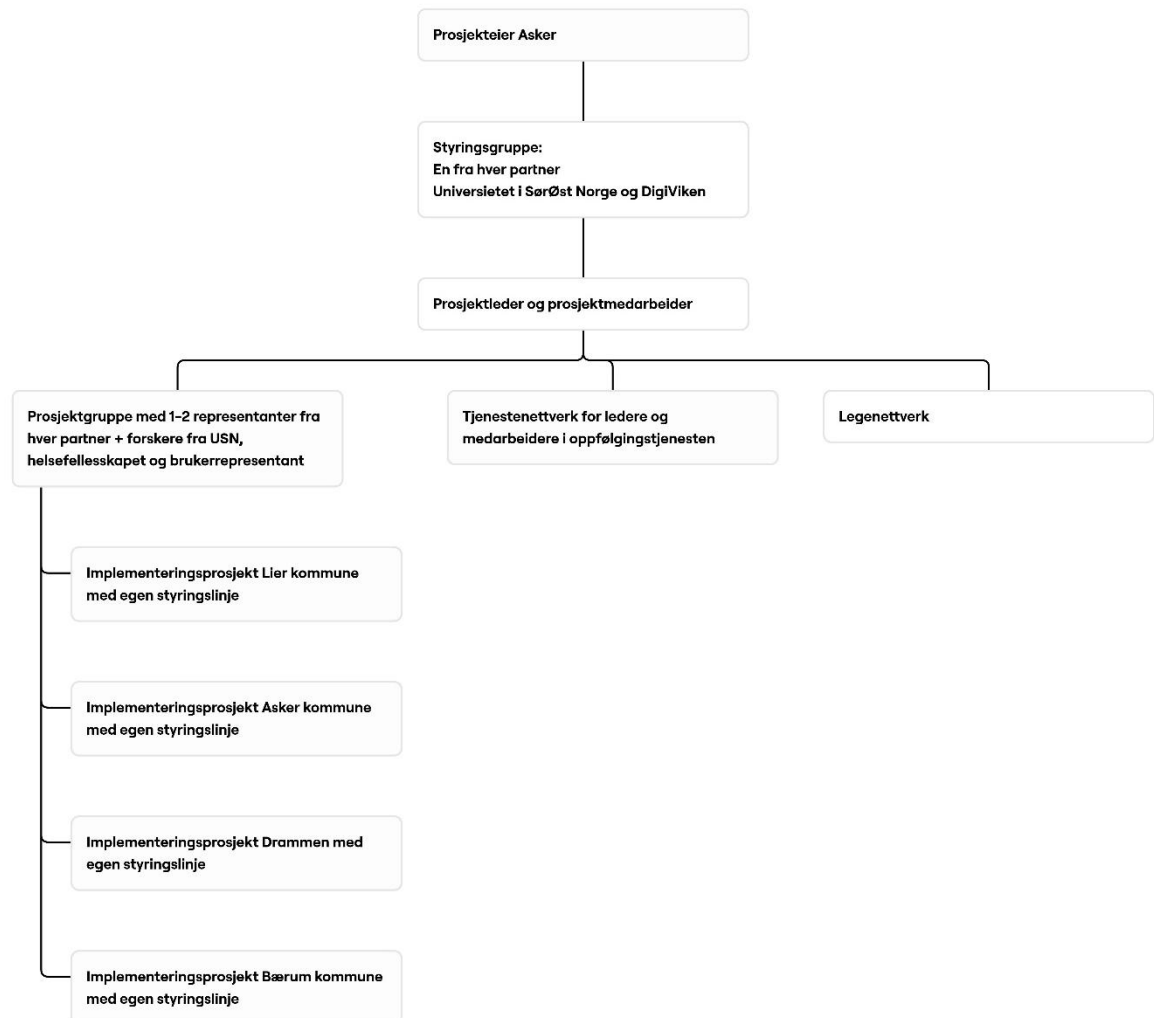 Prosjekteier Asker
Styringsgruppe:
En fra hver partner
Universietet i SørØst Norge og DigiViken
Prosjektleder og prosjektmedarbeider
Prosjektgruppe med 1-2 representanter fra
hver partner + forskere fra USN,
helsefellesskapet og brukerrepresentant
Tjenestenettverk for ledere og
medarbeidere i oppfølgingstjenesten
Legenettverk
Implementeringsprosjekt Lier kommune
med egen styringslinje
Implementeringsprosjekt Asker kommune
med egen styringslinje
Implementeringsprosjekt Drammen med
egen styringslinje
Implementeringsprosjekt Bærum kommune
med egen styringslinje